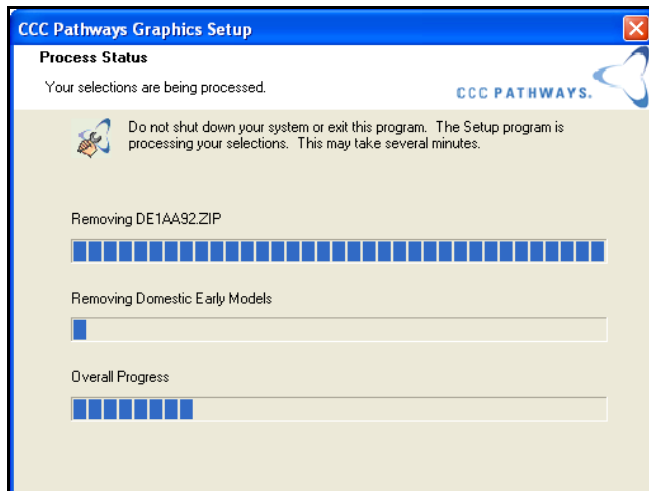 CCC Pathways Graphics Setup
Process Status
Your selections are being processed.
CCC PATHWAYS.
Do not shut down your system or exit this program. The Setup program is
processing your selections. This may take several minutes.
Removing DE1AA92.ZIP
Removing Domestic Early Models
Overall Progress